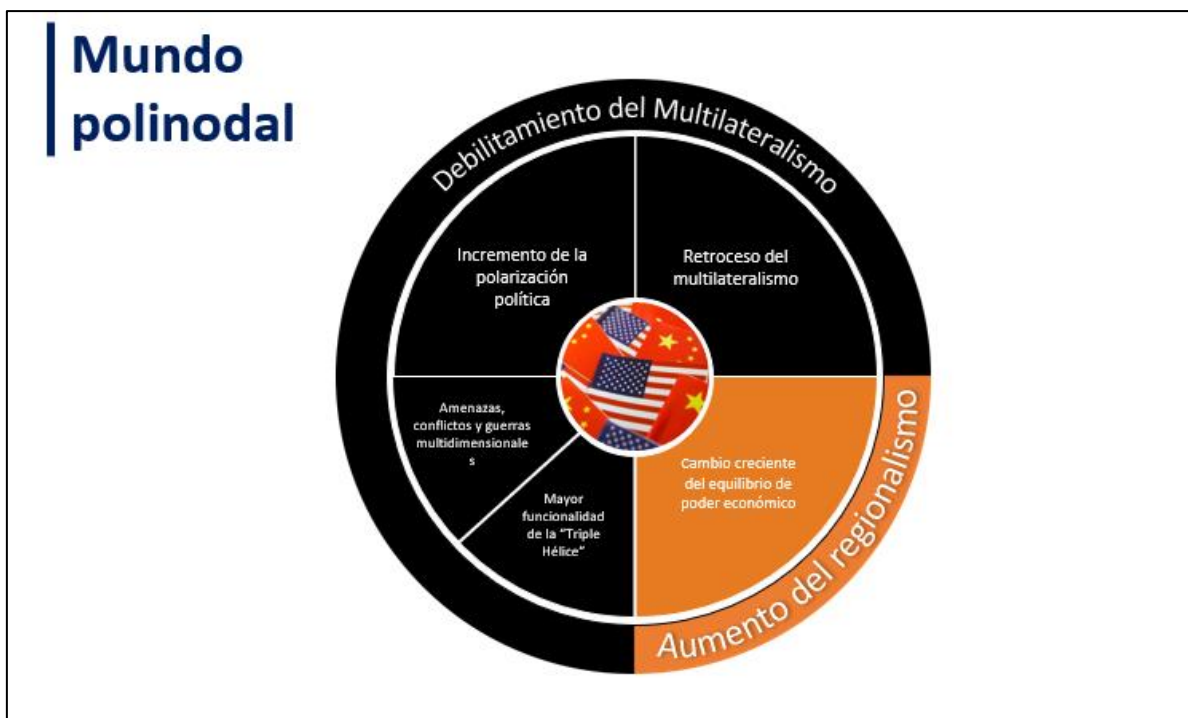 Mundo
polinodal
Debilitamiento del Multilateralismo
Incremento de la
polarización
política
Retroceso del
multilateralismo
Amenazas,
conflictos y guerras
multidimensionale
s
Mayor
funcionalidad
de la “Triple
Hélice”
Cambio creciente
del equilibrio de
poder económico
Aumento del regionalismo